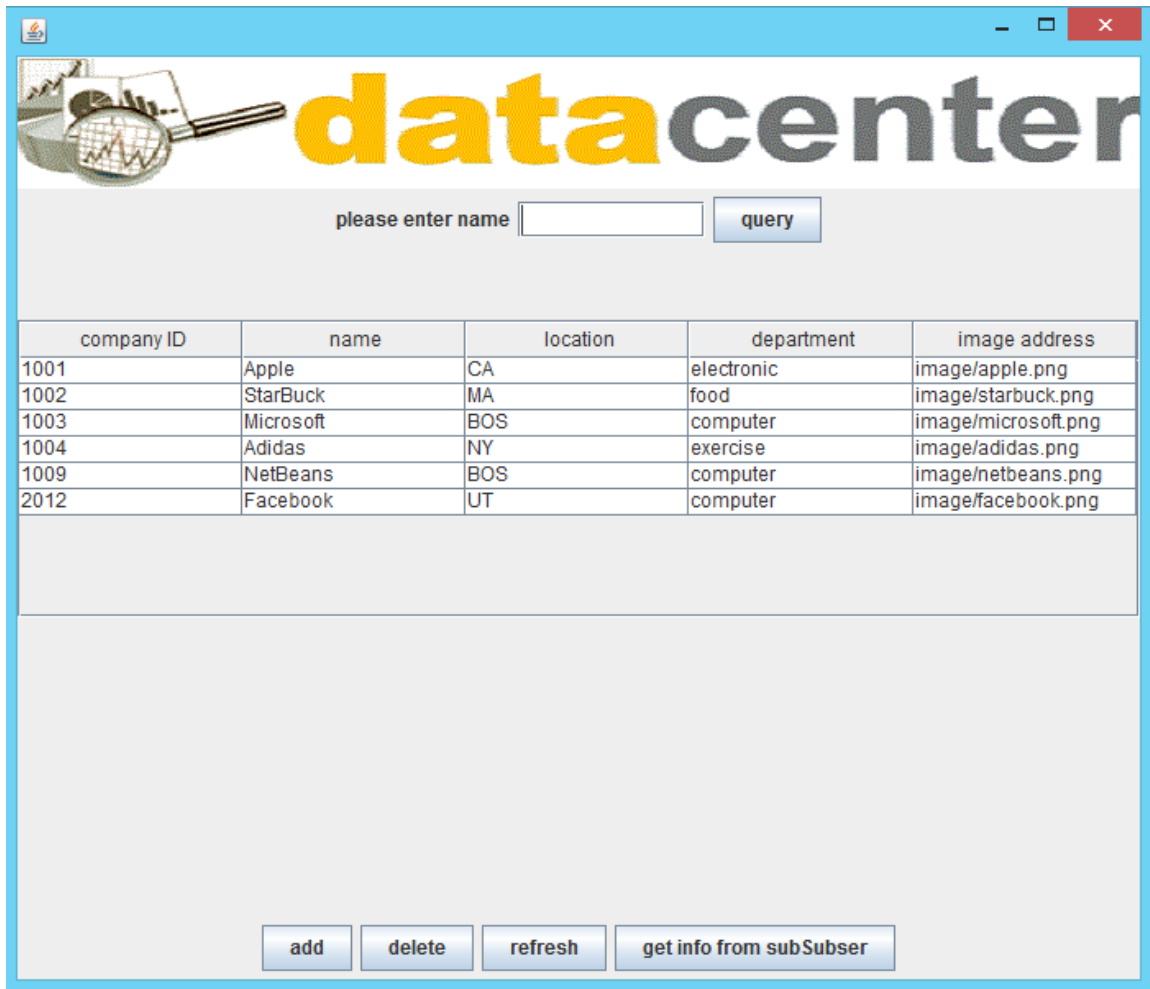 datacenter
please enter name query
company ID name location department image address
1001 Apple CA electronic image/apple.png
1002 StarBuck MA food image/starbuck.png
1003 Microsoft BOS computer image/microsoft.png
1004 Adidas NY exercise image/adidas.png
1009 NetBeans BOS computer image/netbeans.png
2012 Facebook UT computer image/facebook.png
add delete refresh get info from subSubser